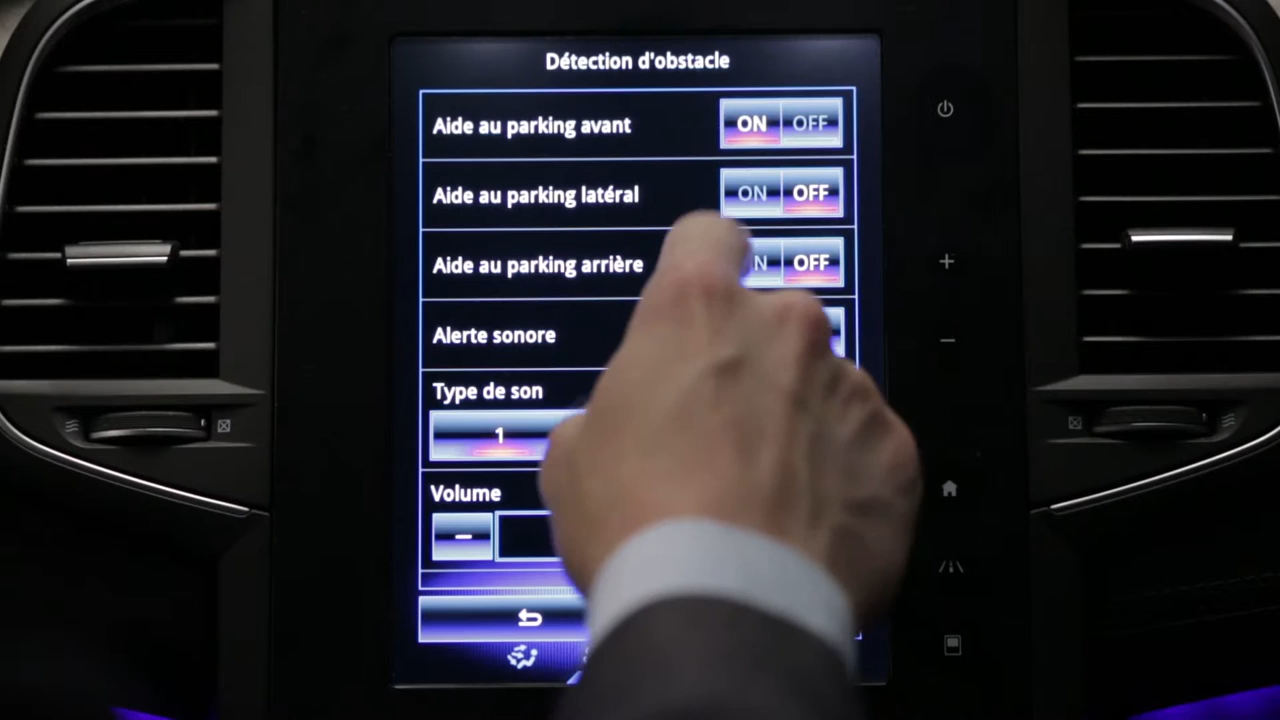 Détection d'obstacle
Aide au parking avant ON OFF
Aide au parking latéral ON OFF
Aide au parking arrière OFF
Alerte sonore
Type de son
1
Volume